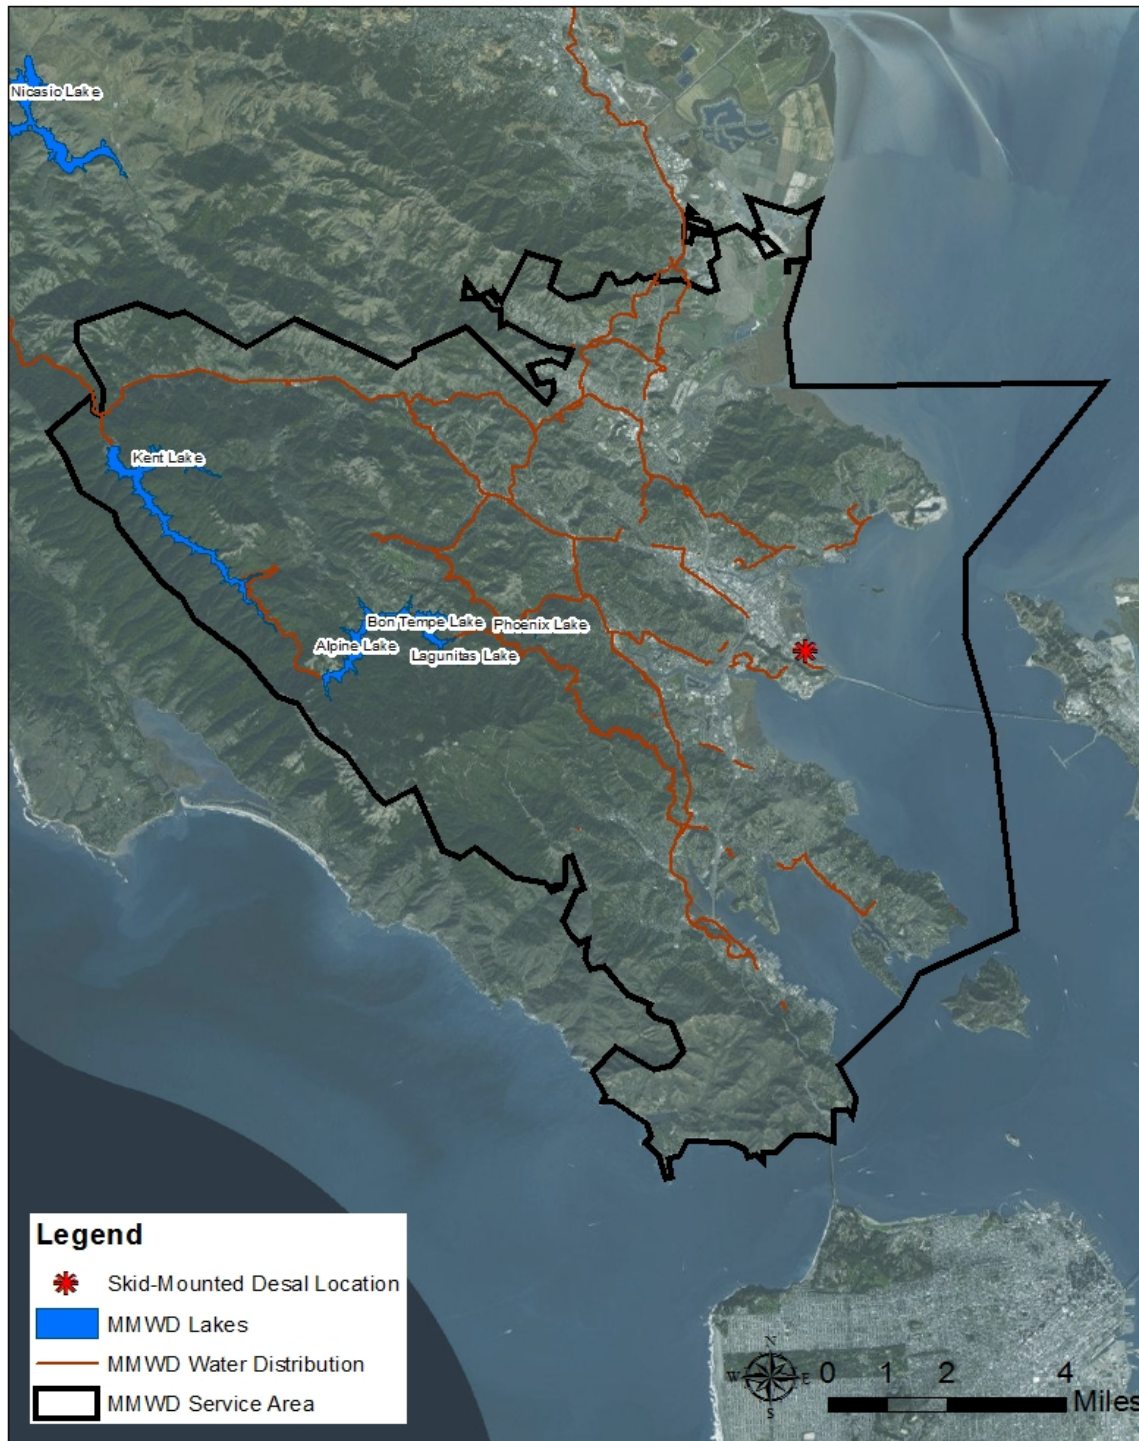 Nicasio Lake
Kent Lake
Bon Tempe Lake
Phoenix Lake
Alpine Lake
Lagunitas Lake
Legend
Skid-Mounted Desal Location
MMWD Lakes
MMWD Water Distribution
MMWD Service Area
N
W E
S
0 1 2 4
Miles